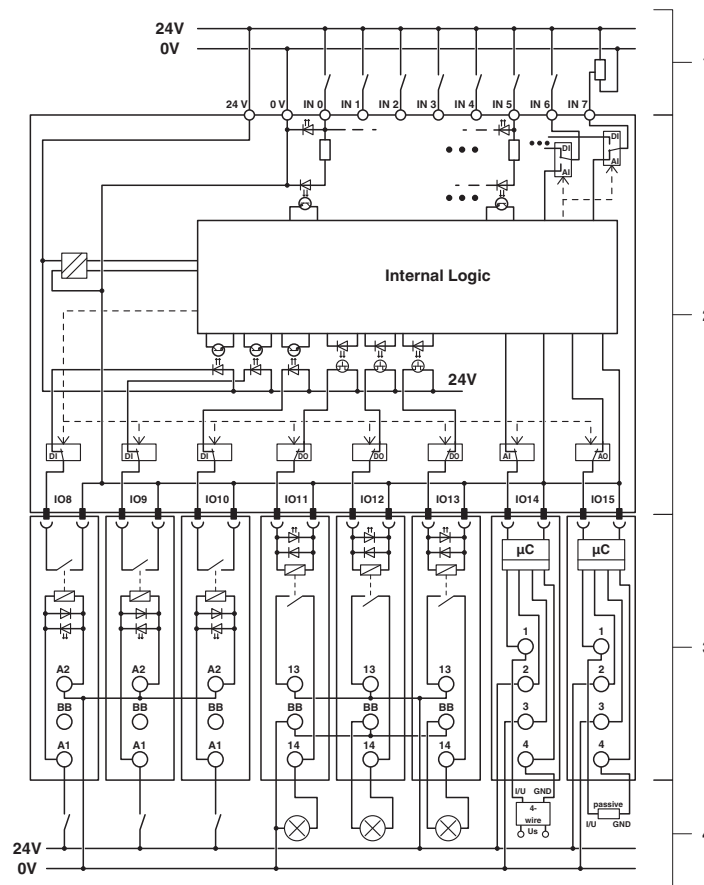 24V
0V
1
24 V 0 V IN 0 IN 1 IN 2 IN 3 IN 4 IN 5 IN 6 IN 7
DI DI
AI AI
Internal Logic
2
24V
DI DI DI DO DO DO AI AO
IO8 IO9 IO10 IO11 IO12 IO13 IO14 IO15
µC µC
1 1
3
A2 A2 A2 13 13 13 2 2
BB BB BB BB BB BB 3 3
A1 A1 A1 14 14 14 4 4
I/U GND passive
4-
wire
I/U GND
Us
4
24V
0V